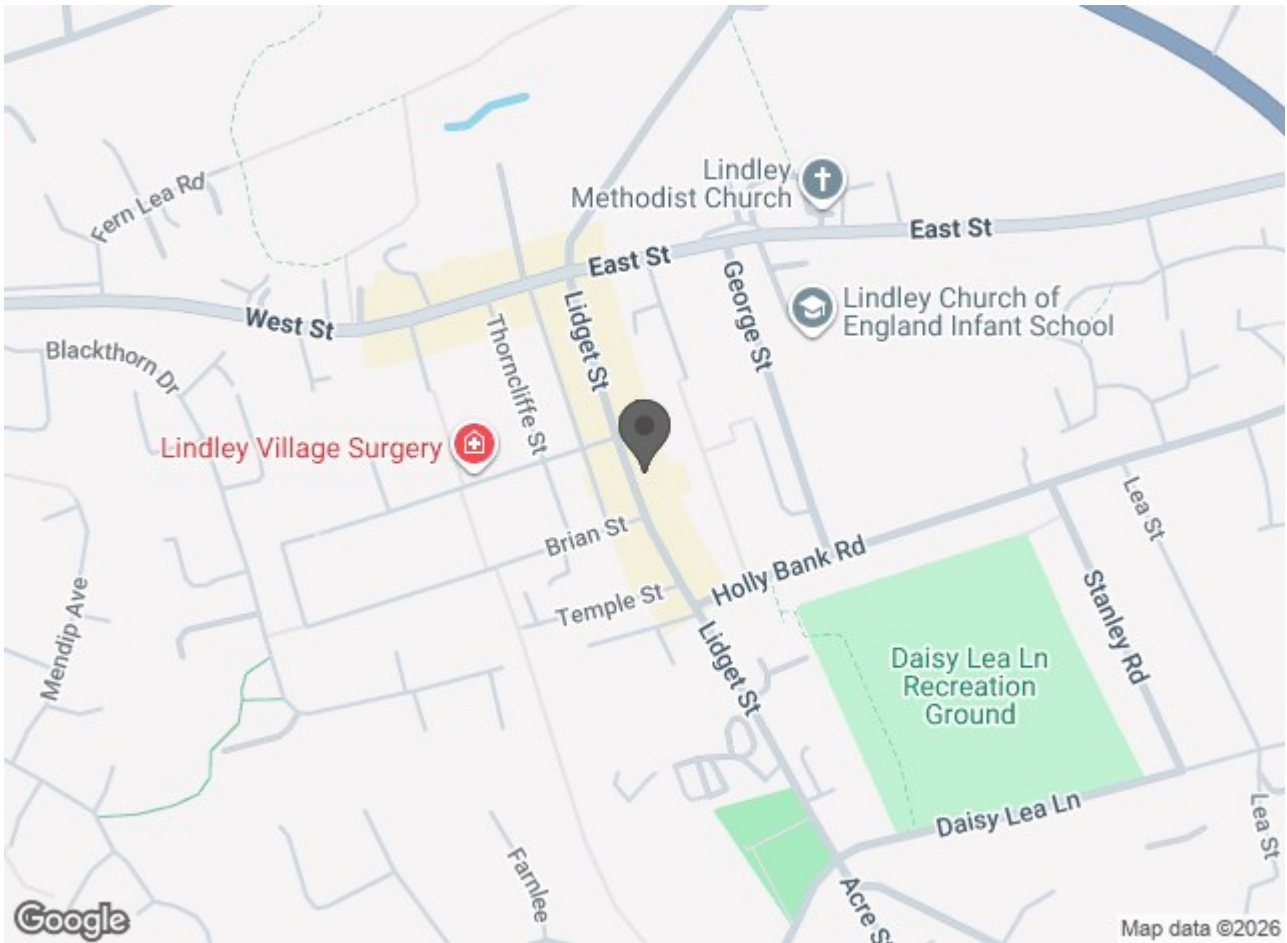 Lindley
Methodist Church
Fern Lea Rd
East St
East St
West St
Lidget St
George St
Lindley Church of
England Infant School
Blackthorn Dr
Thorncliffe St
Lindley Village Surgery
Lea St
Brian St
Holly Bank Rd
Temple St
Mendip Ave
Stanley Rd
Lidget St
Daisy Lea Ln
Recreation
Ground
Daisy Lea Ln
Lea St
Farnlee
Acre St
Google
Map data ©2026